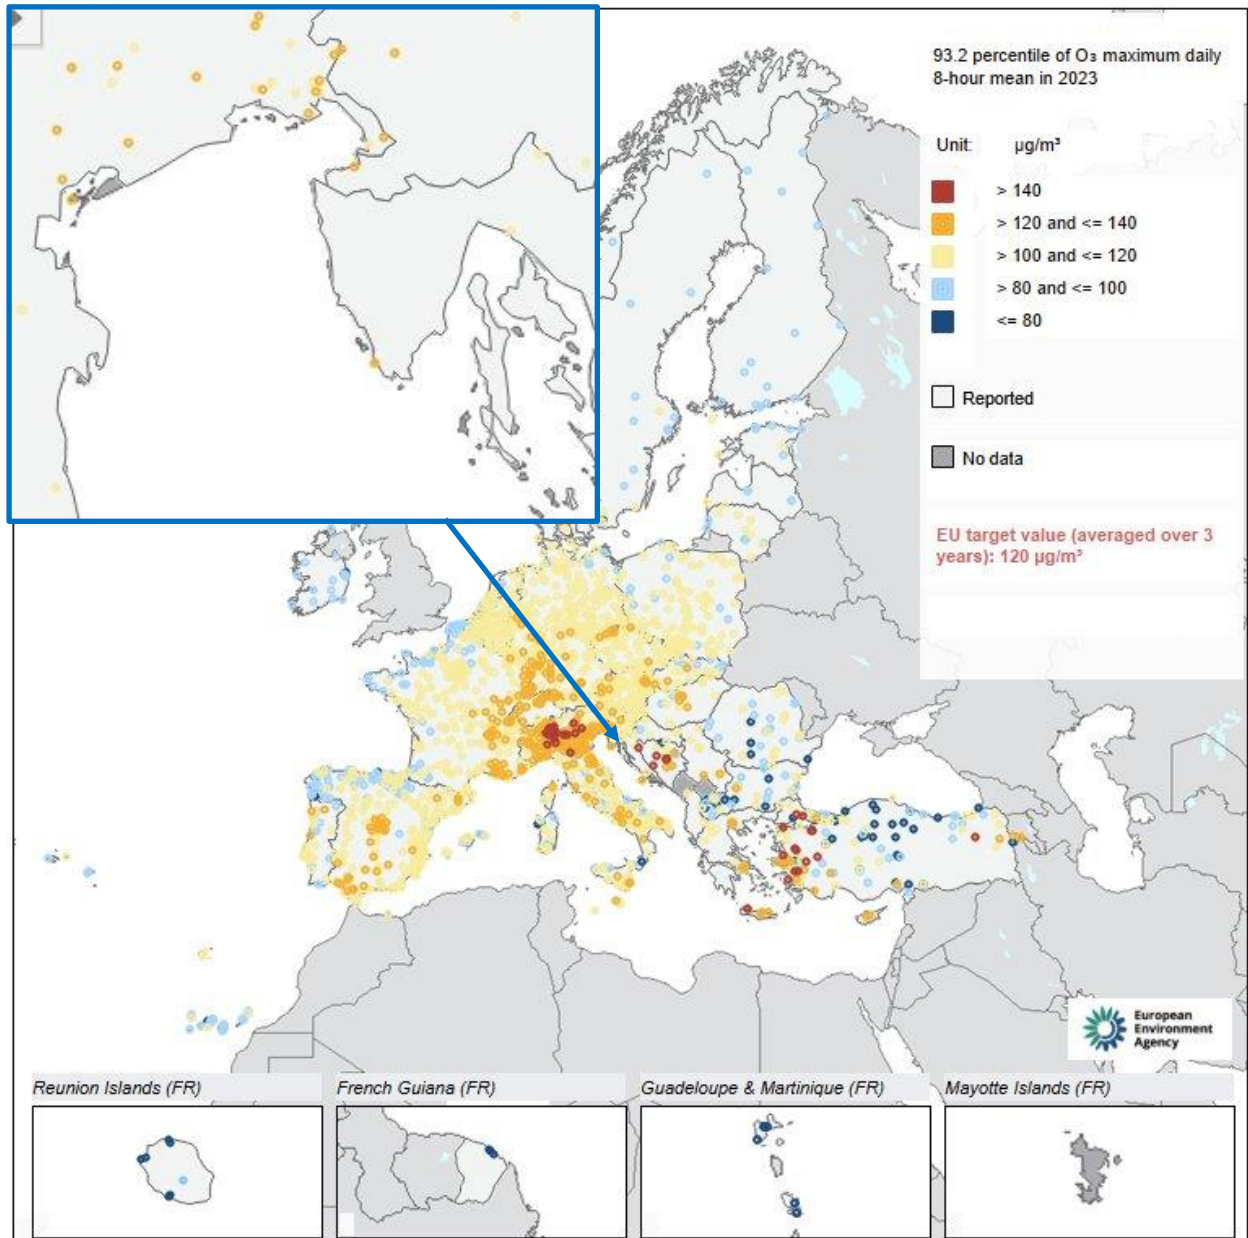 93.2 percentile of O₃ maximum daily
8-hour mean in 2023
Unit: µg/m³
> 140
> 120 and <= 140
> 100 and <= 120
> 80 and <= 100
<= 80
Reported
No data
EU target value (averaged over 3
years): 120 µg/m³
European
Environment
Agency
Reunion Islands (FR)
French Guiana (FR)
Guadeloupe & Martinique (FR)
Mayotte Islands (FR)